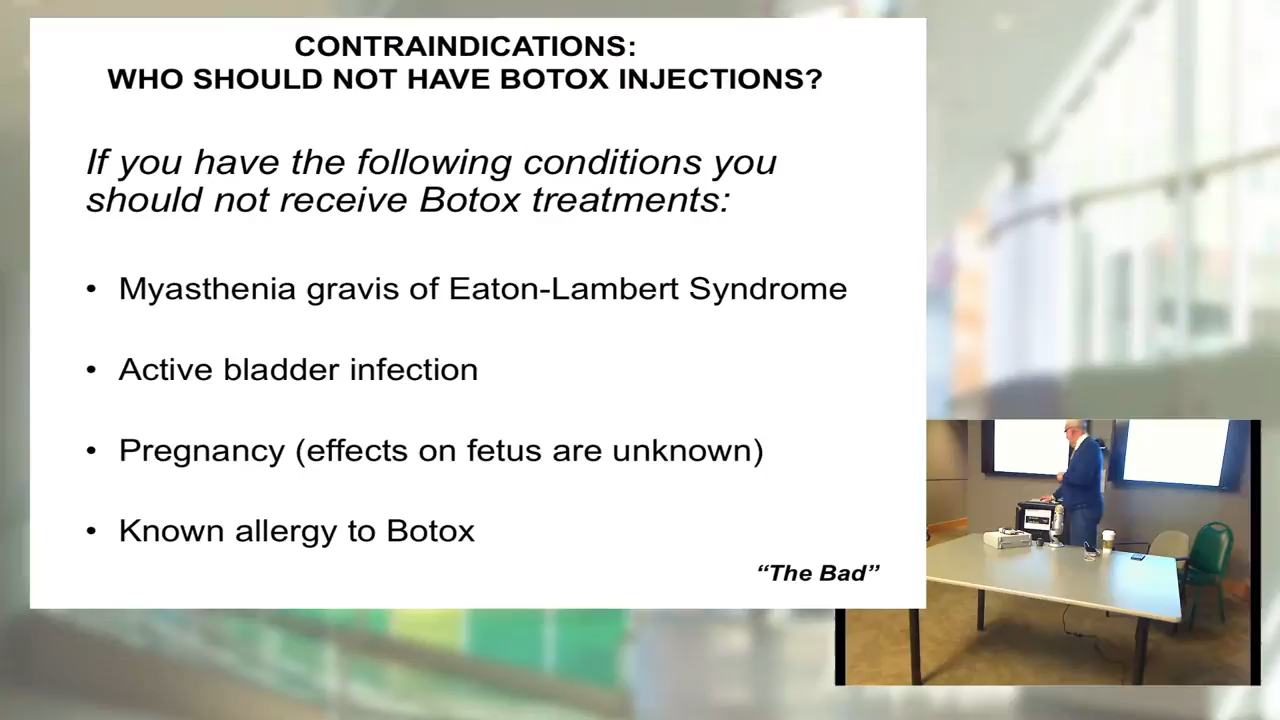 CONTRAINDICATIONS:
WHO SHOULD NOT HAVE BOTOX INJECTIONS?
If you have the following conditions you
should not receive Botox treatments:
• Myasthenia gravis of Eaton-Lambert Syndrome
• Active bladder infection
• Pregnancy (effects on fetus are unknown)
• Known allergy to Botox
“The Bad”